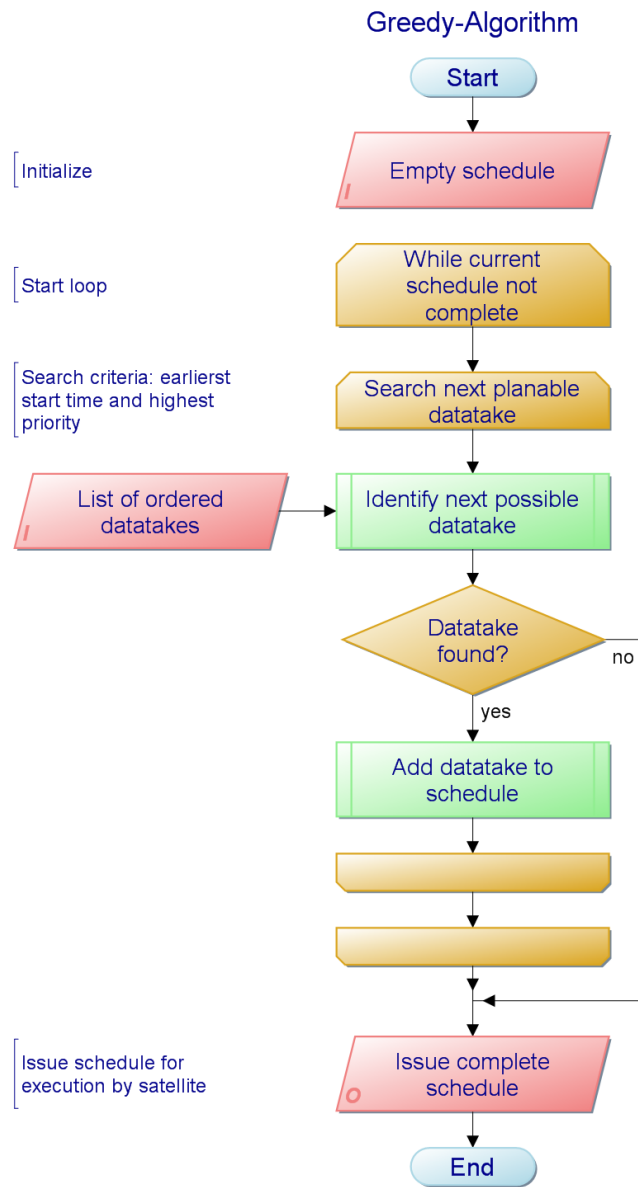 Greedy-Algorithm
Start
Initialize
I
Empty schedule
Start loop
While current
schedule not
complete
Search criteria: earlierst
start time and highest
priority
Search next planable
datatake
I
List of ordered
datatakes
Identify next possible
datatake
Datatake
found?
no
yes
Add datatake to
schedule
Issue schedule for
execution by satellite
O
Issue complete
schedule
End